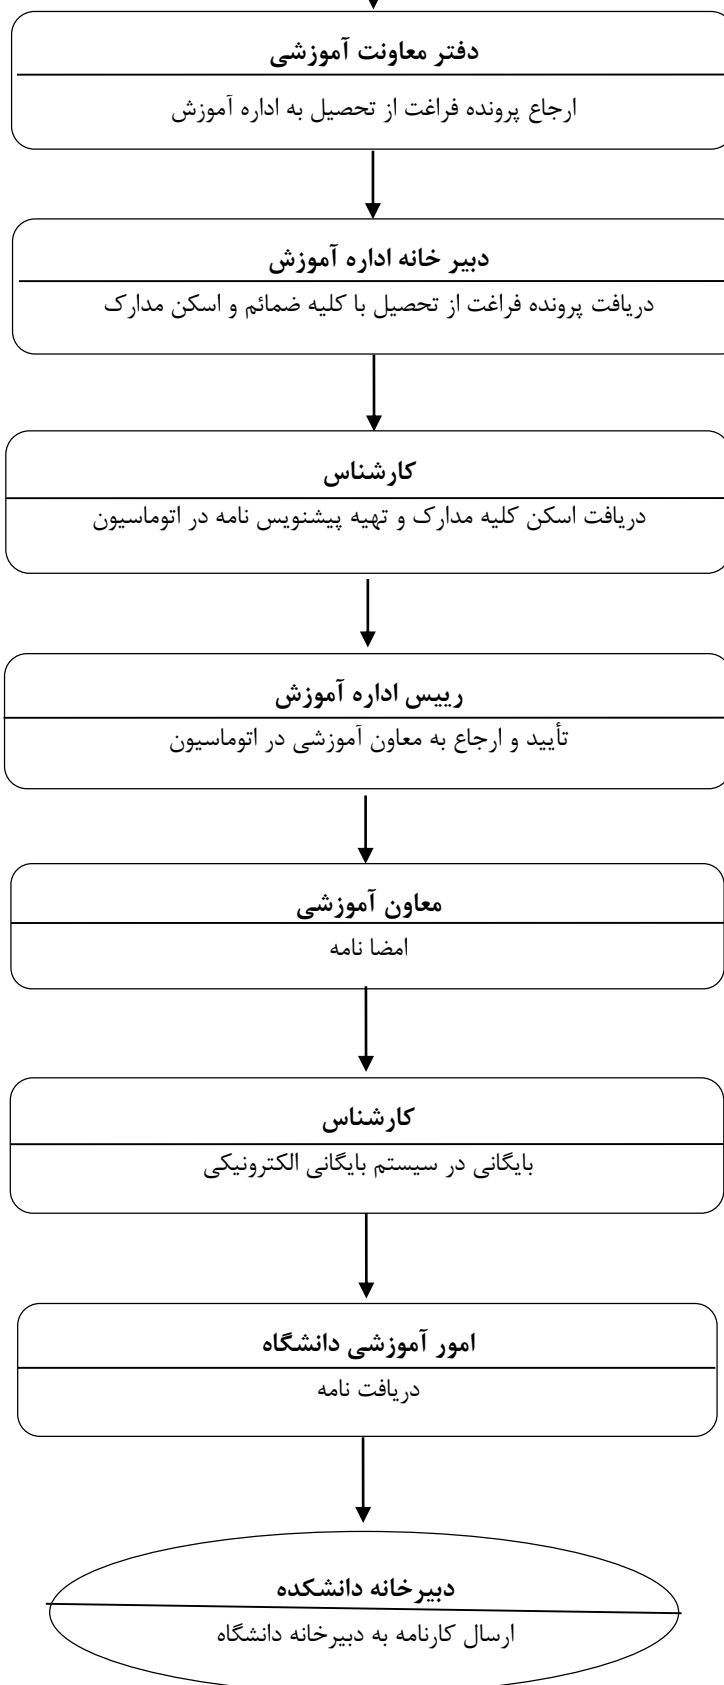 دفتر معاونت آموزشی
ارجاع پرونده فراغت از تحصیل به اداره آموزش
دبیر خانه اداره آموزش
دریافت پرونده فراغت از تحصیل با کلیه ضمائم و اسکن مدارک
کارشناس
دریافت اسکن کلیه مدارک و تهیه پیشنویس نامه در اتوماسیون
رییس اداره آموزش
تأیید و ارجاع به معاون آموزشی در اتوماسیون
معاون آموزشی
امضا نامه
کارشناس
بایگانی در سیستم بایگانی الکترونیکی
امور آموزشی دانشگاه
دریافت نامه
دبیرخانه دانشکده
ارسال کارنامه به دبیرخانه دانشگاه